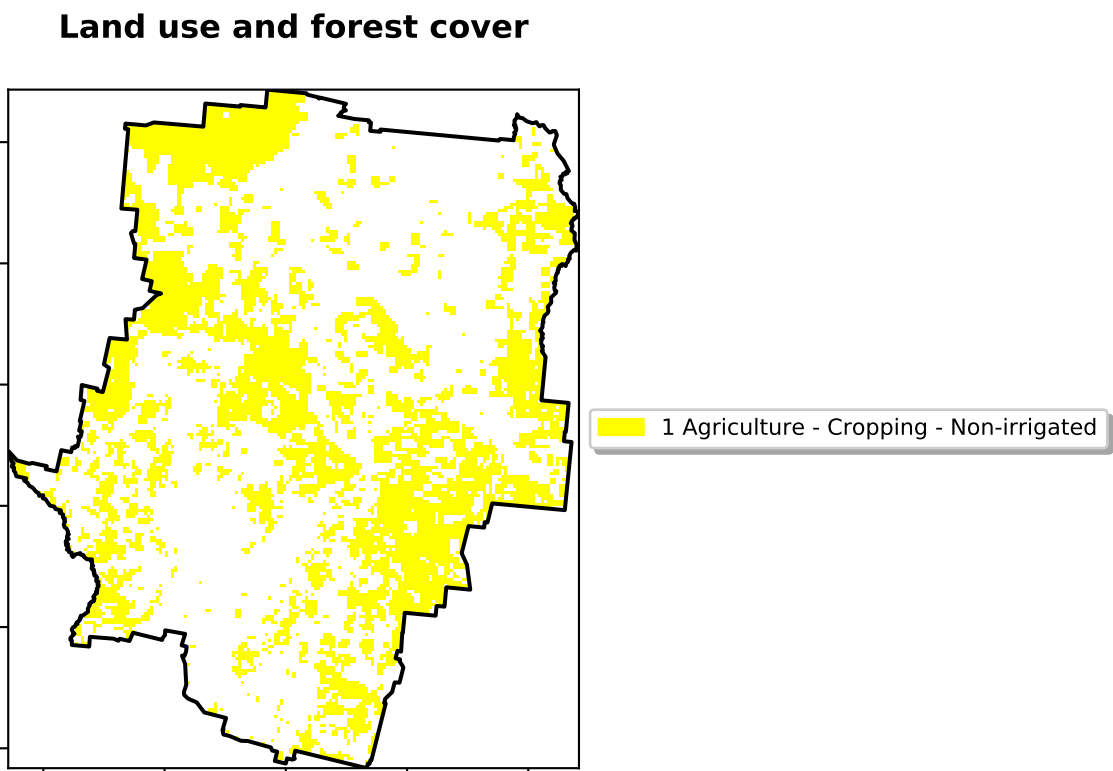 Land use and forest cover
1 Agriculture - Cropping - Non-irrigated